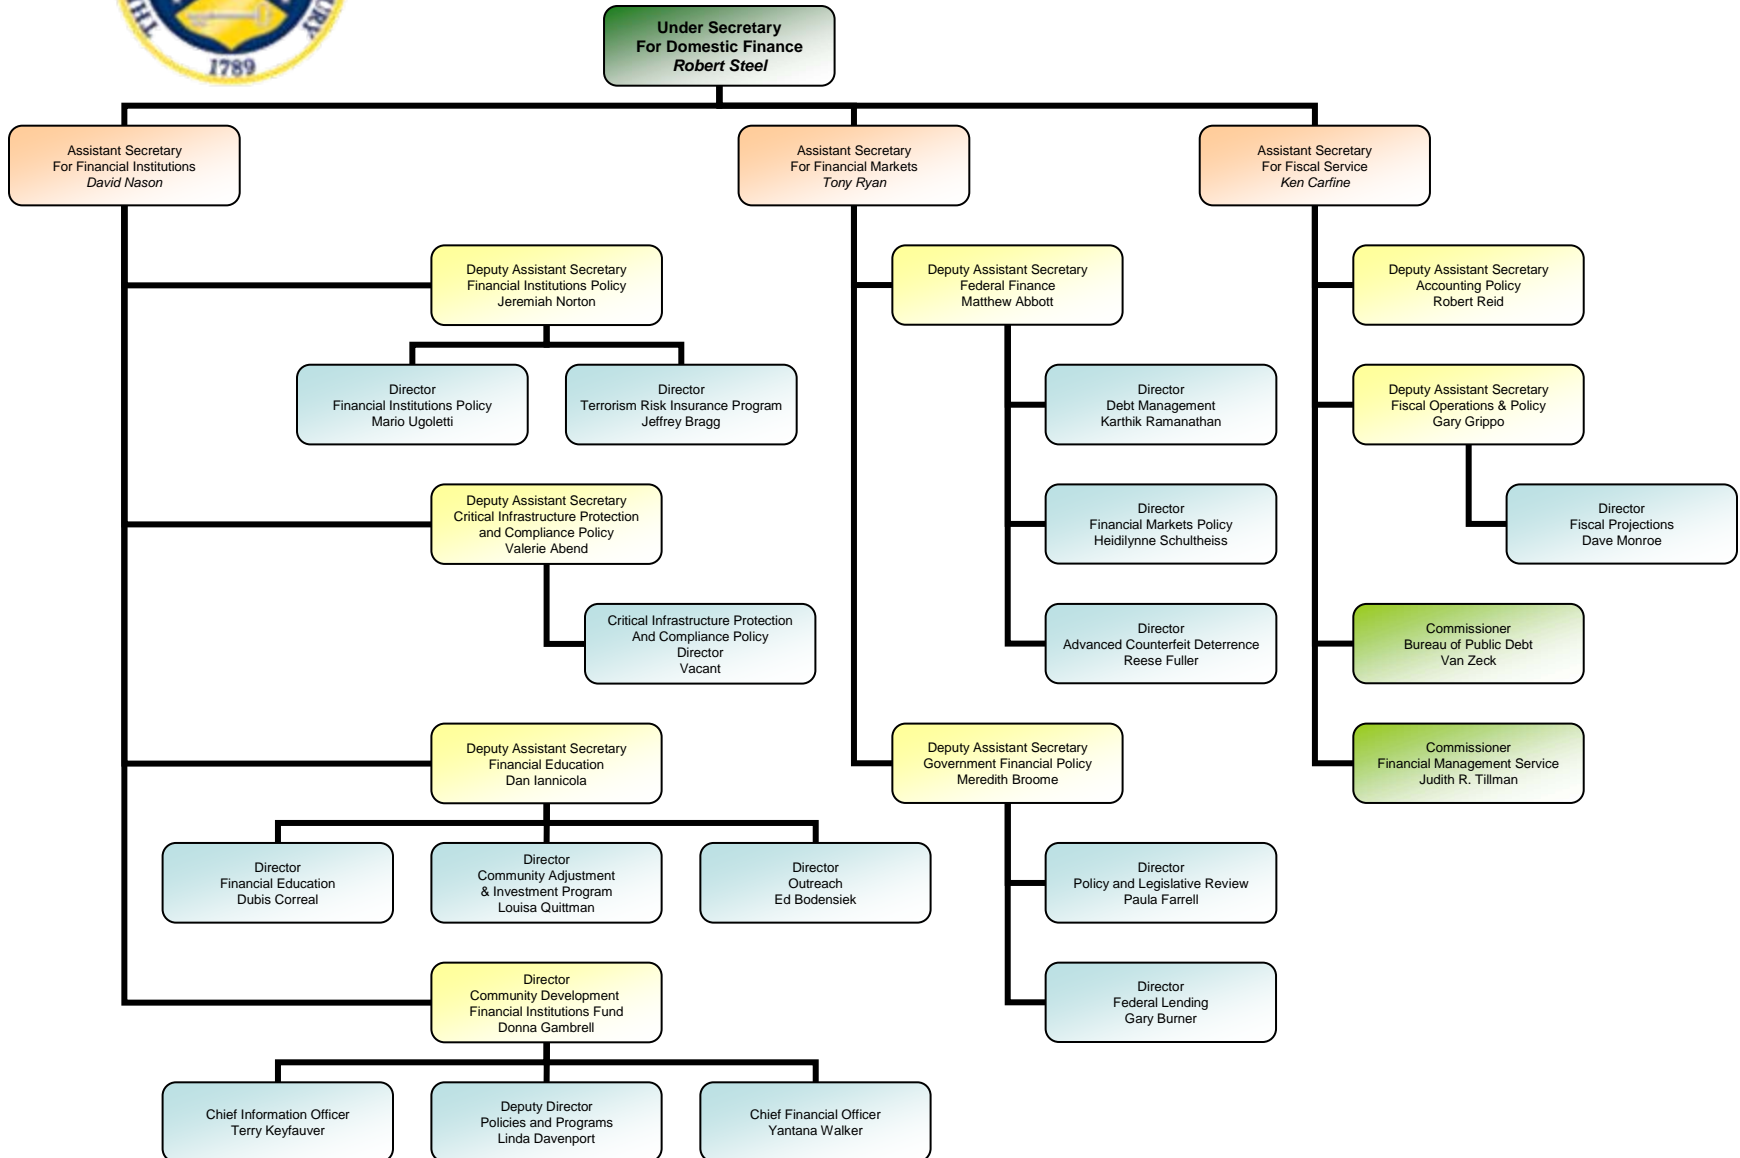 TH
URY
1789
Under Secretary
For Domestic Finance
Robert Steel
Assistant Secretary
For Financial Institutions
David Nason
Assistant Secretary
For Financial Markets
Tony Ryan
Assistant Secretary
For Fiscal Service
Ken Carfine
Deputy Assistant Secretary
Financial Institutions Policy
Jeremiah Norton
Deputy Assistant Secretary
Federal Finance
Matthew Abbott
Deputy Assistant Secretary
Accounting Policy
Robert Reid
Director
Financial Institutions Policy
Mario Ugoletti
Director
Terrorism Risk Insurance Program
Jeffrey Bragg
Director
Debt Management
Karthik Ramanathan
Deputy Assistant Secretary
Fiscal Operations & Policy
Gary Grippo
Deputy Assistant Secretary
Critical Infrastructure Protection
and Compliance Policy
Valerie Abend
Director
Financial Markets Policy
Heidilynne Schultheiss
Director
Fiscal Projections
Dave Monroe
Critical Infrastructure Protection
And Compliance Policy
Director
Vacant
Director
Advanced Counterfeit Deterrence
Reese Fuller
Commissioner
Bureau of Public Debt
Van Zeck
Deputy Assistant Secretary
Financial Education
Dan Iannicola
Deputy Assistant Secretary
Government Financial Policy
Meredith Broome
Commissioner
Financial Management Service
Judith R. Tillman
Director
Financial Education
Dubis Correal
Director
Community Adjustment
& Investment Program
Louisa Quittman
Director
Outreach
Ed Bodensiek
Director
Policy and Legislative Review
Paula Farrell
Director
Community Development
Financial Institutions Fund
Donna Gambrell
Director
Federal Lending
Gary Burner
Chief Information Officer
Terry Keyfauver
Deputy Director
Policies and Programs
Linda Davenport
Chief Financial Officer
Yantana Walker